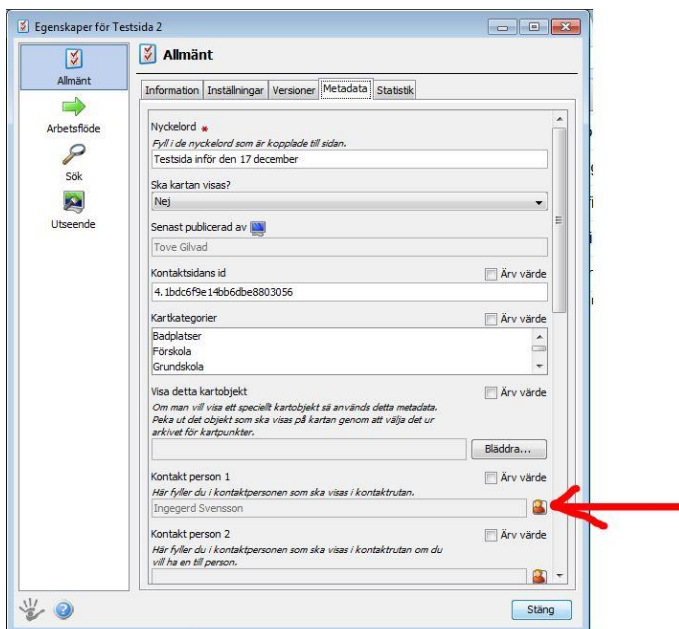 Egenskaper för Testsida 2
Allmänt
Arbetsflöde
Sök
Utseende
Allmänt
Information Inställningar Versioner Metadata Statistik
Nyckelord *
Fyll i de nyckelord som är kopplade till sidan.
Testsida inför den 17 december
Ska kartan visas?
Nej
Senast publicerad av
Tove Gilvad
Kontaktsidans id Ärv värde
4.1bdc6f9e14bb6dbe8803056
Kartkategorier Ärv värde
Badplatser
Förskola
Grundskola
Visa detta kartobjekt Ärv värde
Om man vill visa ett speciellt kartobjekt så används detta metadata.
Peka ut det objekt som ska visas på kartan genom att välja det ur
arkivet för kartpunkter.
Bläddra...
Kontakt person 1 Ärv värde
Här fyller du i kontaktpersonen som ska visas i kontaktrutan.
Ingegerd Svensson
Kontakt person 2 Ärv värde
Här fyller du i kontaktpersonen som ska visas i kontaktrutan om du
vill ha en till person.
Stäng